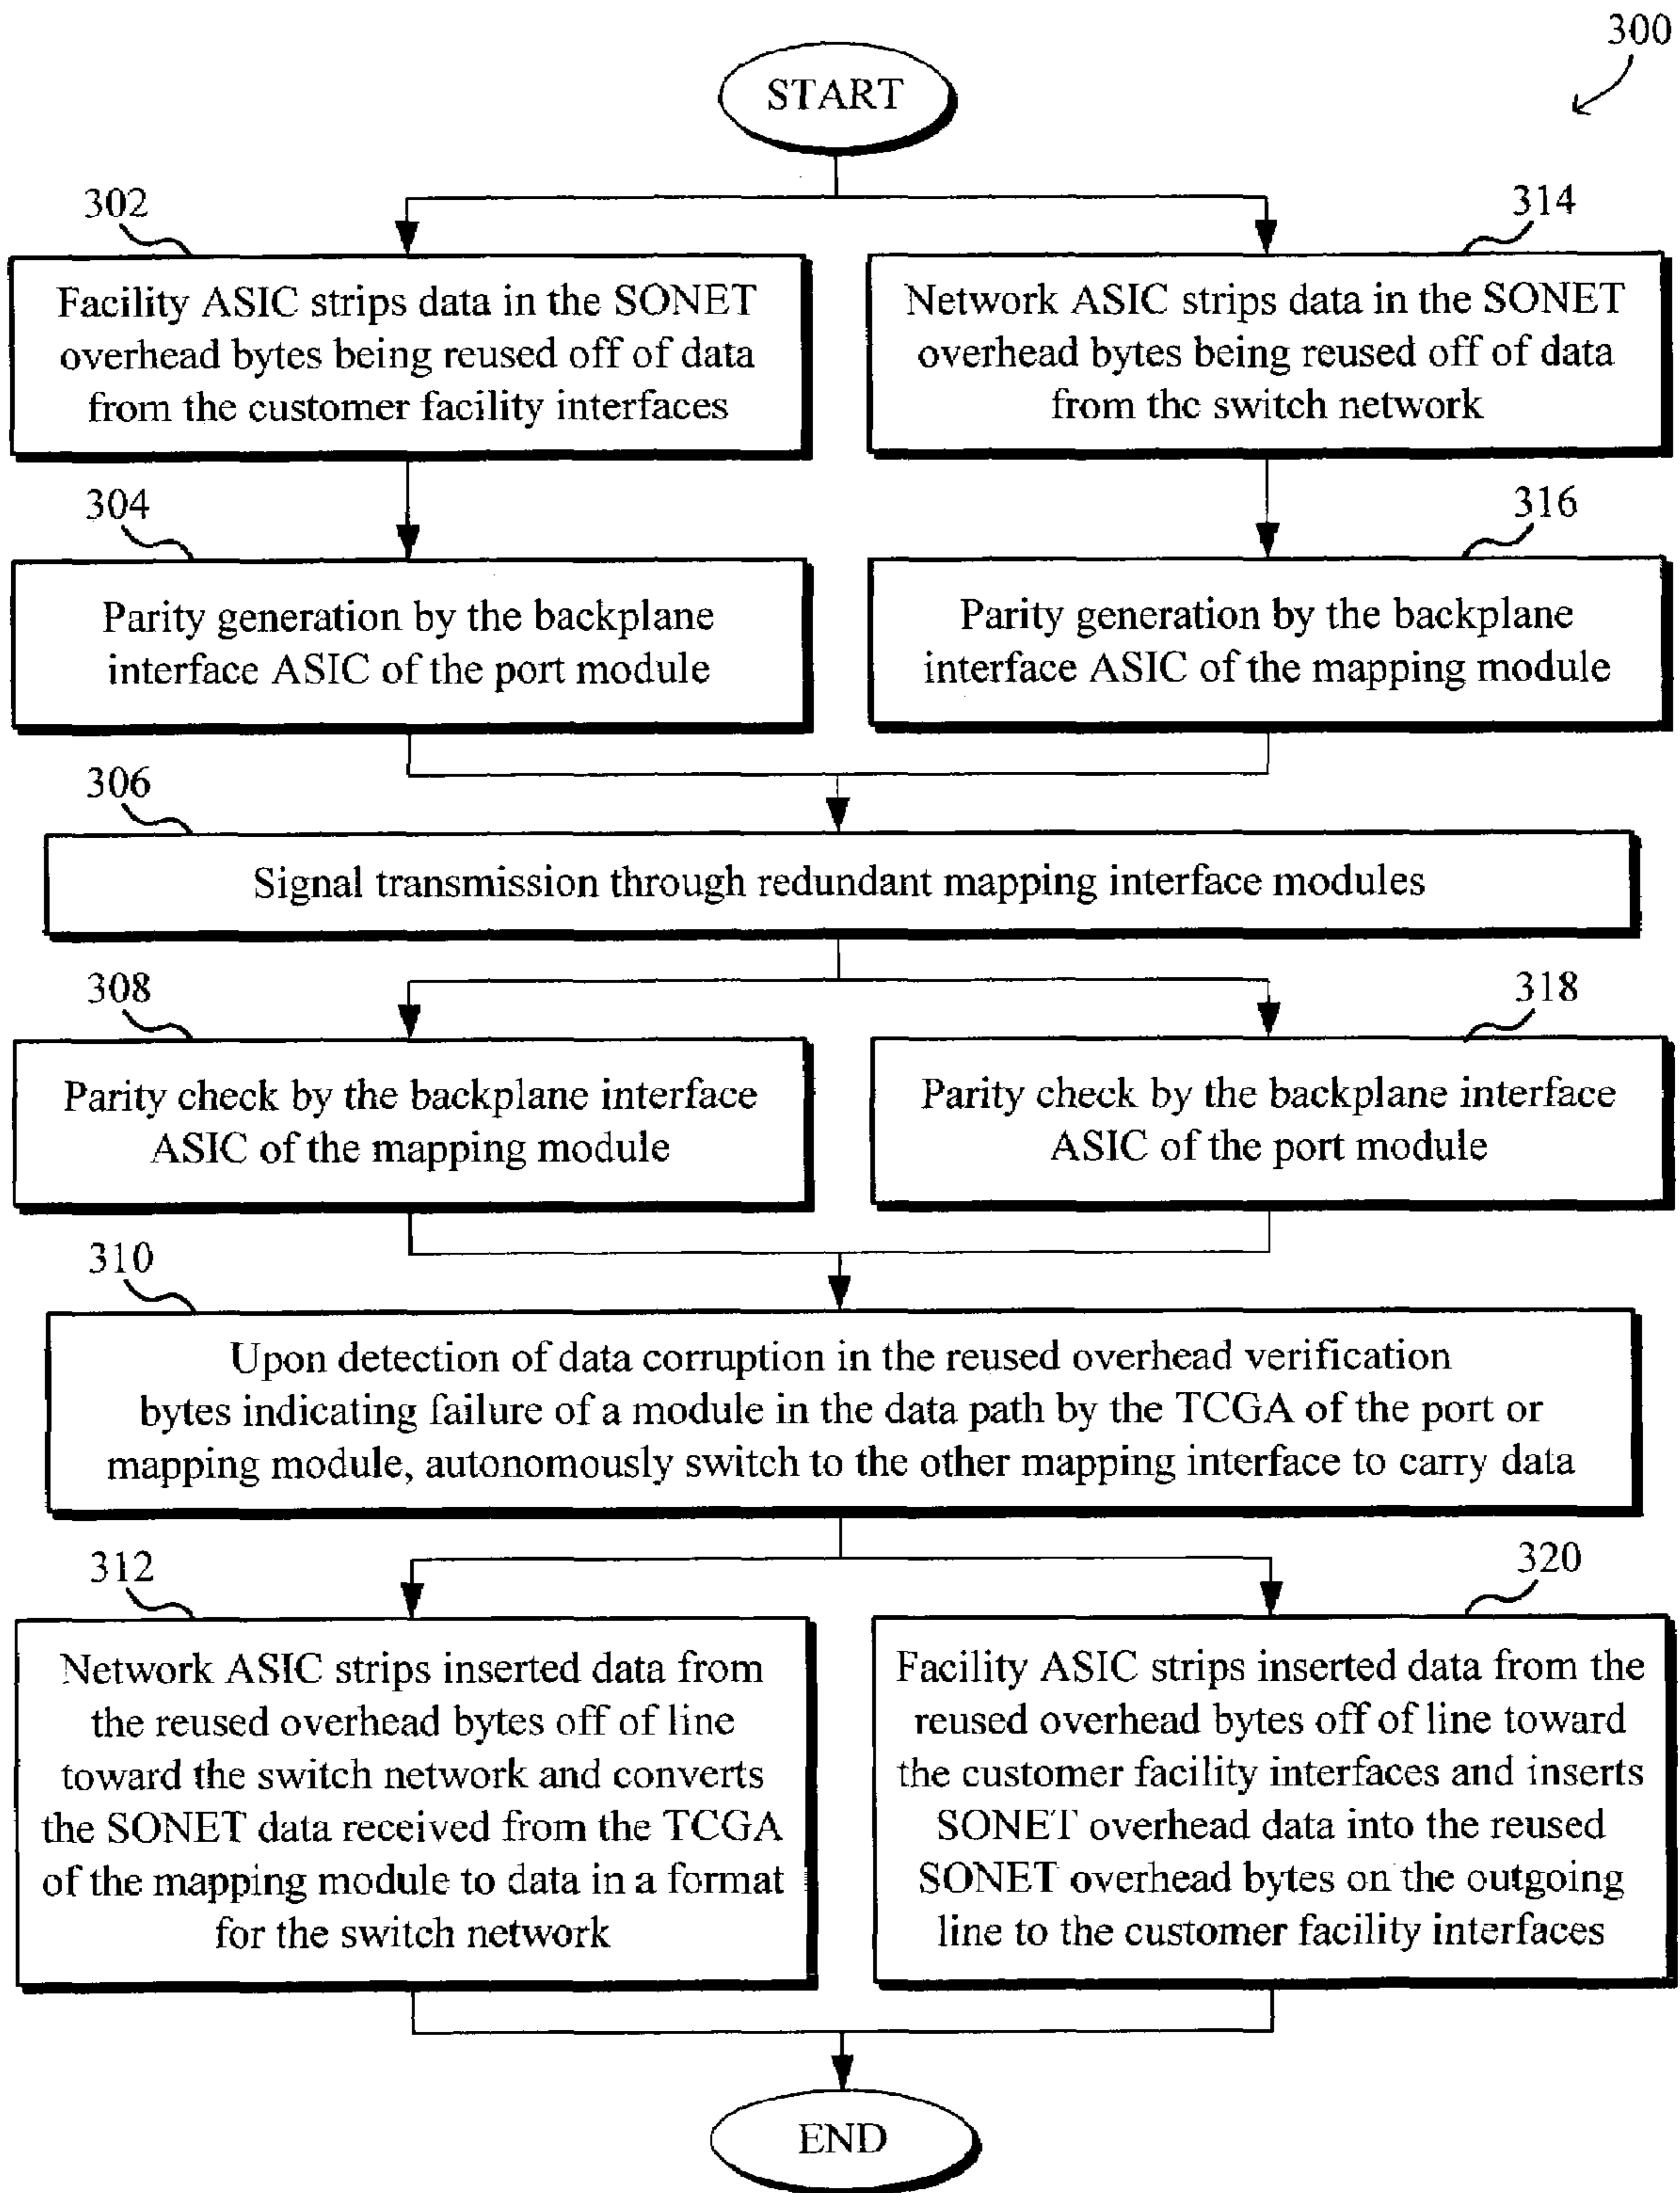 300
START
302
Facility ASIC strips data in the SONET
overhead bytes being reused off of data
from the customer facility interfaces
314
Network ASIC strips data in the SONET
overhead bytes being reused off of data
from the switch network
304
Parity generation by the backplane
interface ASIC of the port module
316
Parity generation by the backplane
interface ASIC of the mapping module
306
Signal transmission through redundant mapping interface modules
308
Parity check by the backplane interface
ASIC of the mapping module
318
Parity check by the backplane interface
ASIC of the port module
310
Upon detection of data corruption in the reused overhead verification
bytes indicating failure of a module in the data path by the TCGA of the port or
mapping module, autonomously switch to the other mapping interface to carry data
312
Network ASIC strips inserted data from
the reused overhead bytes off of line
toward the switch network and converts
the SONET data received from the TCGA
of the mapping module to data in a format
for the switch network
320
Facility ASIC strips inserted data from the
reused overhead bytes off of line toward
the customer facility interfaces and inserts
SONET overhead data into the reused
SONET overhead bytes on the outgoing
line to the customer facility interfaces
END